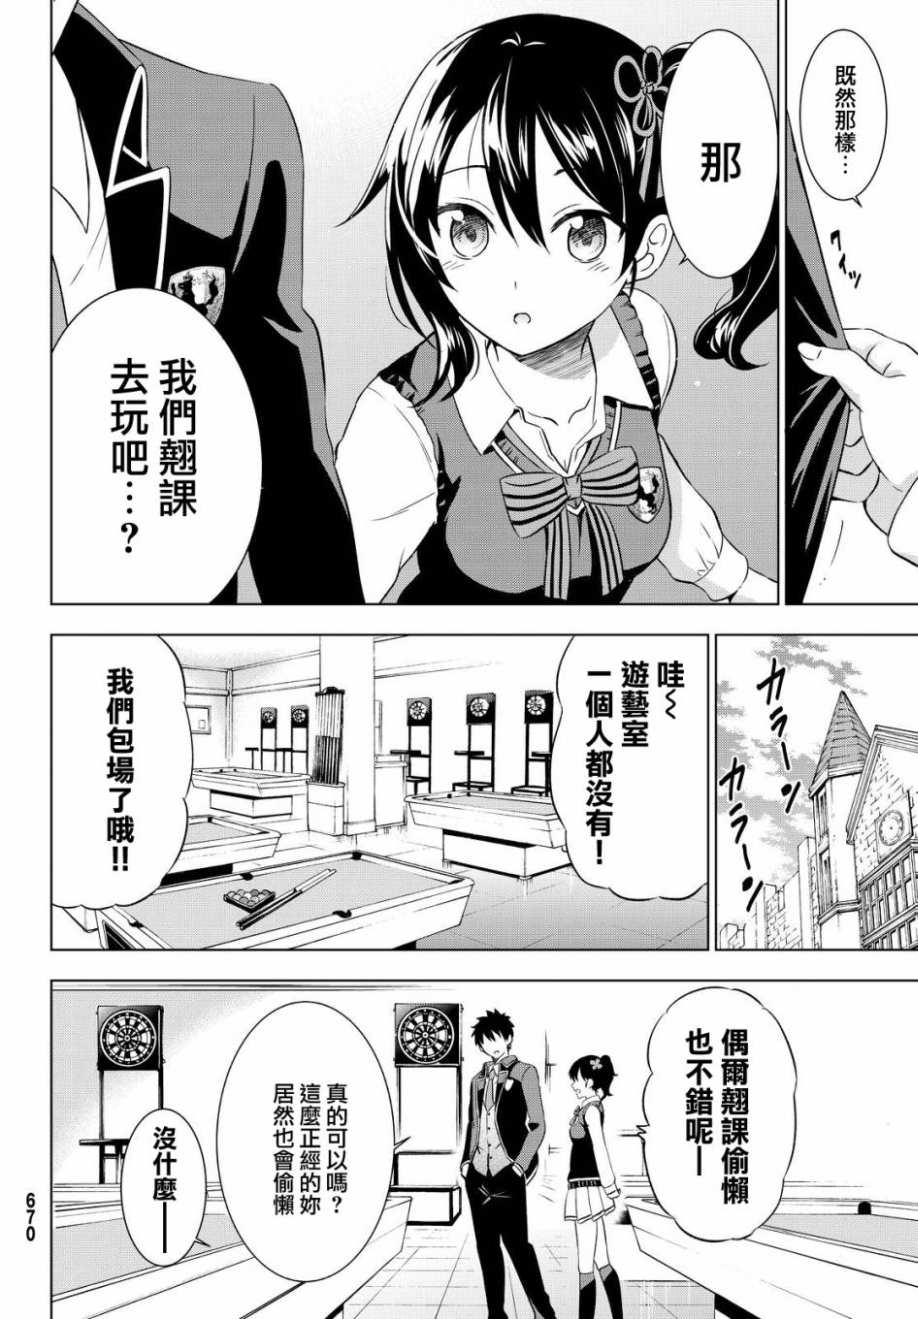 既然那樣…
クイッ
那
我們翹課
去玩吧…?
カラーン
カラーン
哇~
遊藝室
一個人都沒有!
我們包場了哦!!
偶爾翹課偷懶
也不錯呢ー
真的可以嗎?
這麼正經的妳
居然也會偷懶
沒什麼ー
670